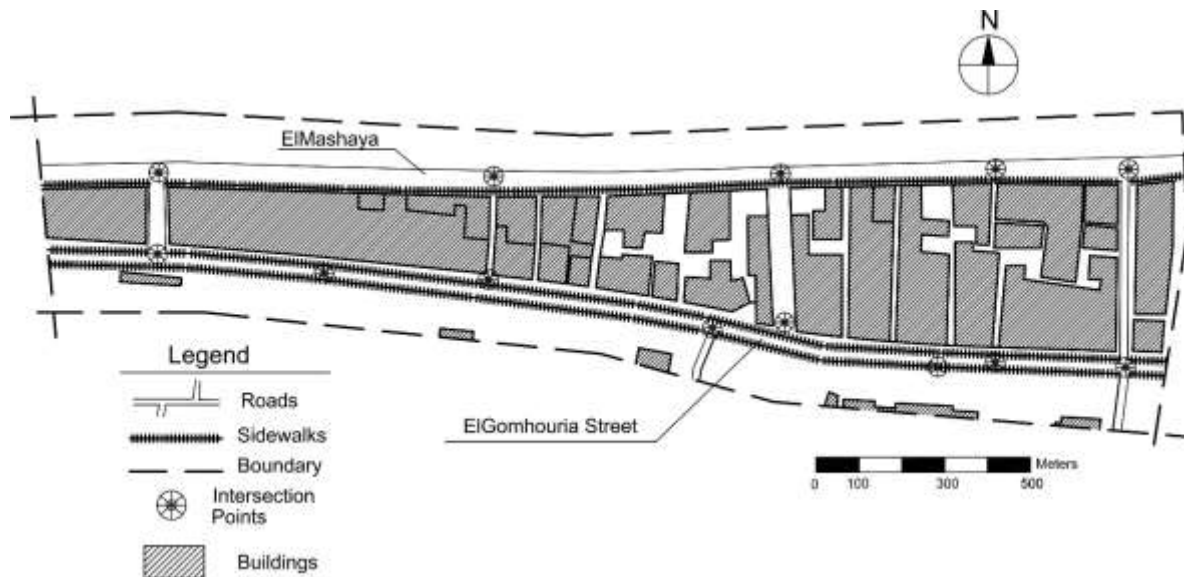 N
ElMashaya
Legend
Roads
Sidewalks
Boundary
Intersection
Points
Buildings
ElGomhouria Street
Meters
0 100 300 500